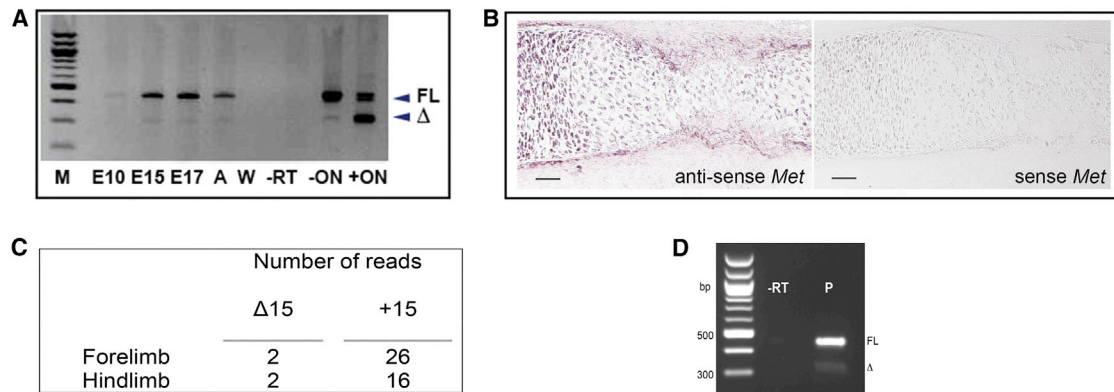 A
FL
Δ
M E10 E15 E17 A W -RT -ON +ON
B
anti-sense Met
sense Met
C
Number of reads
Δ15 +15
Forelimb 2 26
Hindlimb 2 16
D
bp -RT P
500 FL
Δ
300